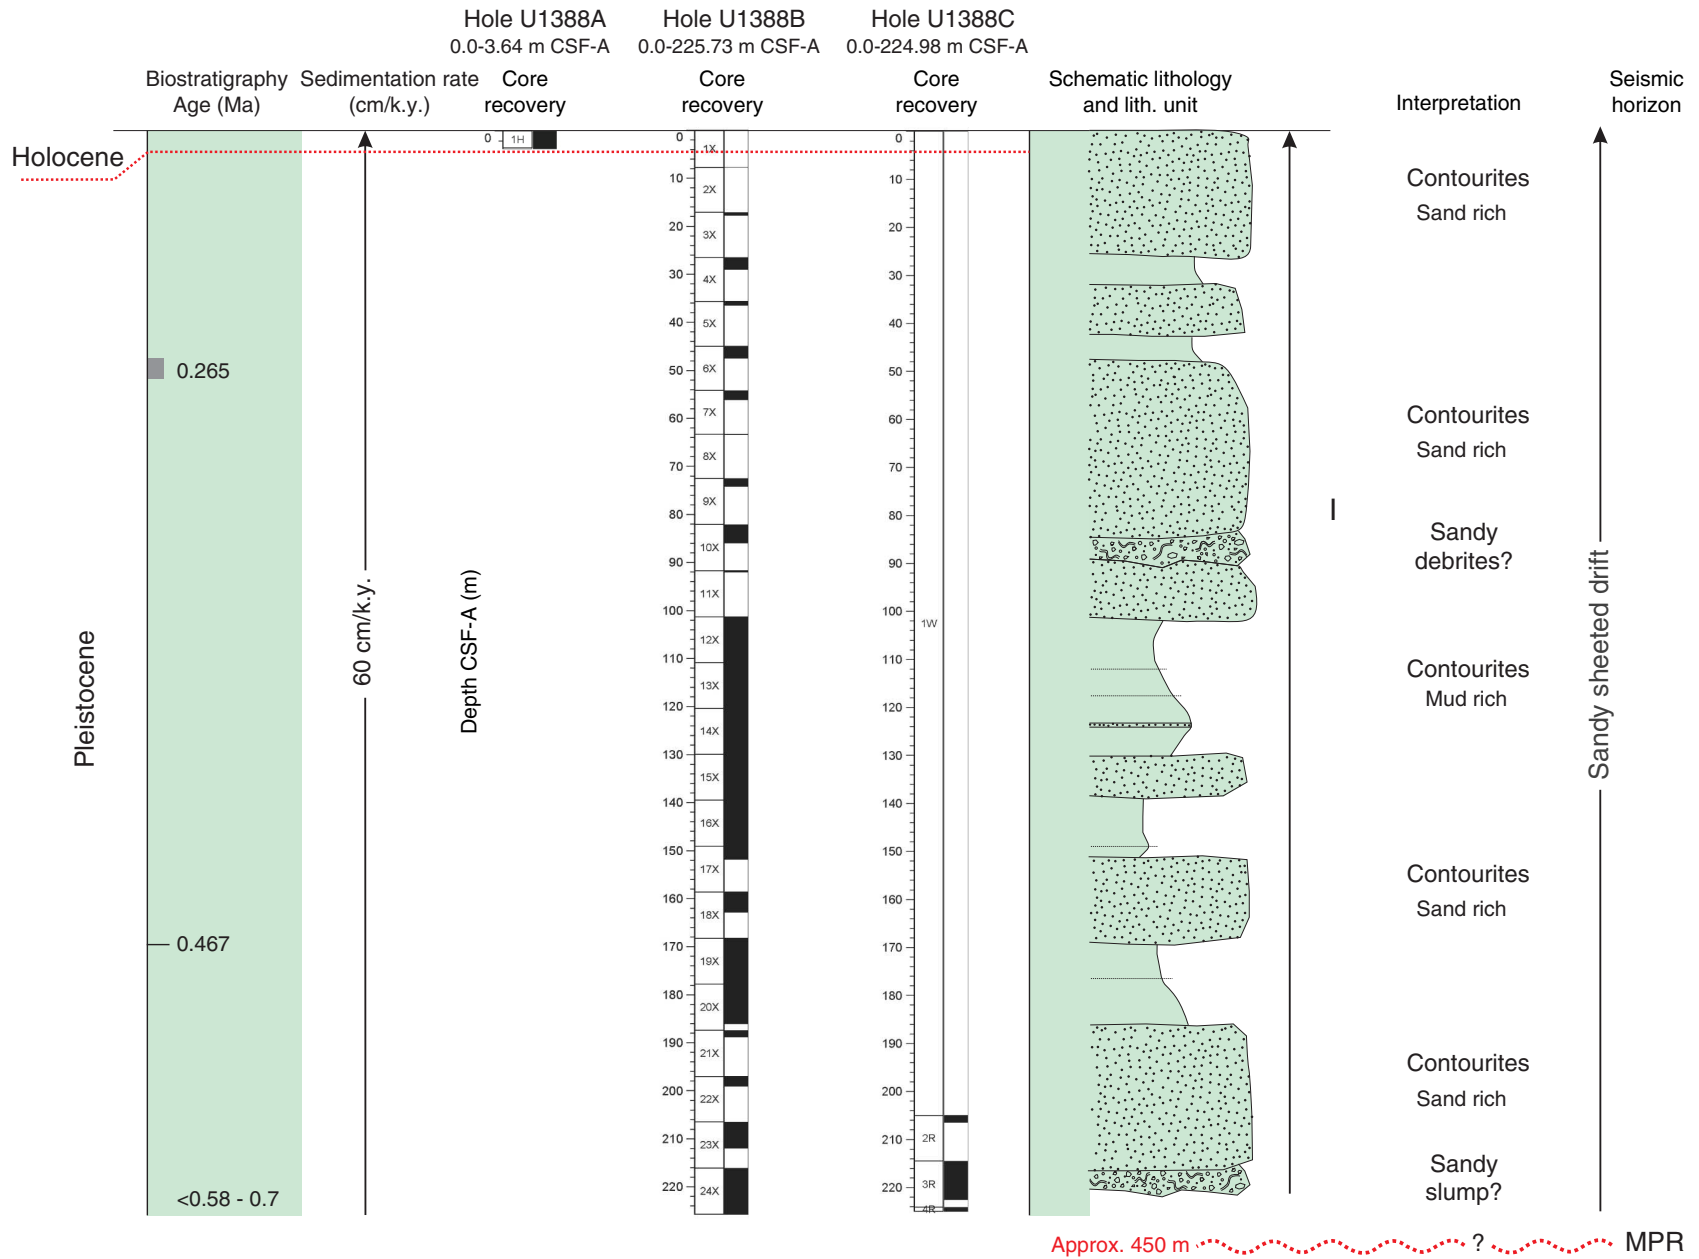 Hole U1388A
0.0-3.64 m CSF-A
Hole U1388B
0.0-225.73 m CSF-A
Hole U1388C
0.0-224.98 m CSF-A
Biostratigraphy
Age (Ma)
Sedimentation rate
(cm/k.y.)
Core
recovery
Core
recovery
Core
recovery
Schematic lithology
and lith. unit
Interpretation
Seismic
horizon
Holocene
Pleistocene
0.265
0.467
<0.58 - 0.7
60 cm/k.y.
Depth CSF-A (m)
0
1H
0
10
20
30
40
50
60
70
80
90
100
110
120
130
140
150
160
170
180
190
200
210
220
1X
2X
3X
4X
5X
6X
7X
8X
9X
10X
11X
12X
13X
14X
15X
16X
17X
18X
19X
20X
21X
22X
23X
24X
0
10
20
30
40
50
60
70
80
90
100
110
120
130
140
150
160
170
180
190
200
210
220
1W
2R
3R
4R
I
Contourites
Sand rich
Contourites
Sand rich
Sandy
debrites?
Contourites
Mud rich
Contourites
Sand rich
Contourites
Sand rich
Sandy
slump?
Sandy sheeted drift
Approx. 450 m
?
MPR